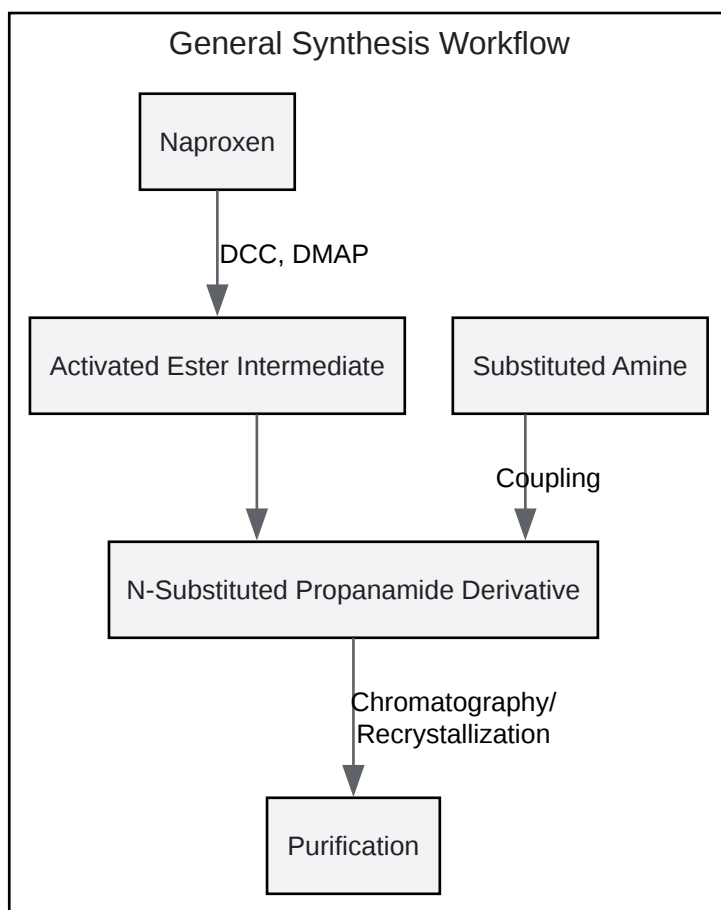 General Synthesis Workflow
Naproxen
DCC, DMAP
Activated Ester Intermediate
Substituted Amine
Coupling
N-Substituted Propanamide Derivative
Chromatography/
Recrystallization
Purification